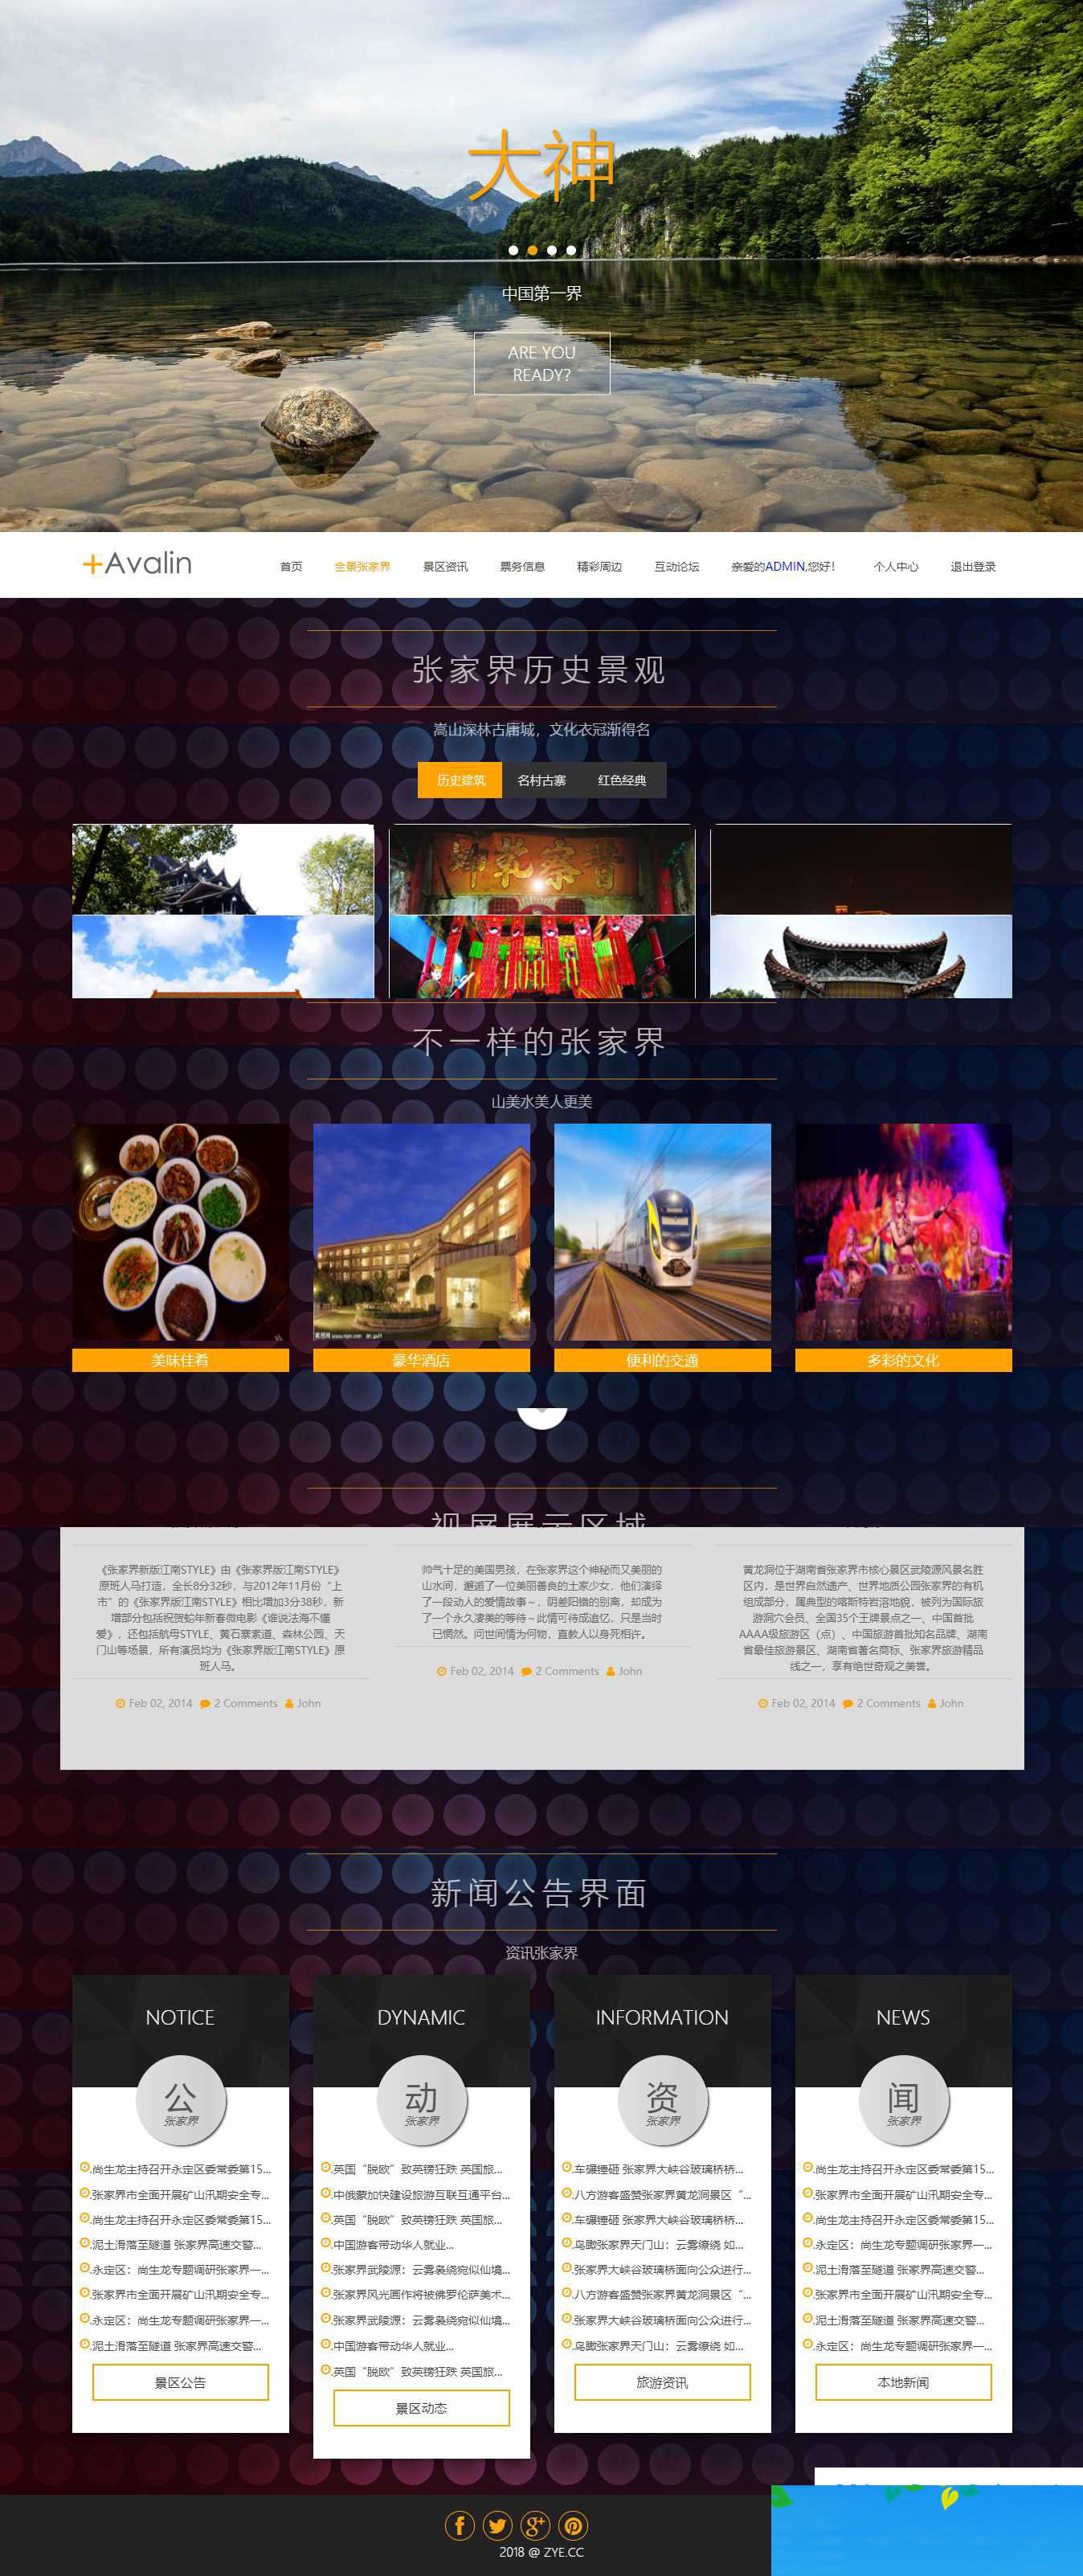 大神
中国第一界
ARE YOU
READY?
+Avalin 首页 全景张家界 景区资讯 票务信息 精彩周边 互动论坛 亲爱的ADMIN,您好! 个人中心 退出登录
张家界历史景观
嵩山深林古庸城，文化衣冠渐得名
历史建筑 名村古寨 红色经典
不一样的张家界
山美水美人更美
美味佳肴 豪华酒店 便利的交通 多彩的文化
视屏展示区域
《张家界新版江南STYLE》由《张家界版江南STYLE》
原班人马打造，全长8分32秒，与2012年11月份“上
市”的《张家界版江南STYLE》相比增加3分38秒，新
增部分包括祝贺蛇年新春微电影《谁说法海不懂
爱》，还包括航母STYLE、黄石寨索道、森林公园、天
门山等场景，所有演员均为《张家界版江南STYLE》原
班人马。
Feb 02, 2014 2 Comments John
帅气十足的美国男孩，在张家界这个神秘而又美丽的
山水间，邂逅了一位美丽善良的土家少女，他们演绎
了一段动人的爱情故事～，阴差阳错的别离，却成为
了一个永久凄美的等待～此情可待成追忆，只是当时
已惘然。问世间情为何物，直教人以身死相许。
Feb 02, 2014 2 Comments John
黄龙洞位于湖南省张家界市核心景区武陵源风景名胜
区内，是世界自然遗产、世界地质公园张家界的有机
组成部分，属典型的喀斯特岩溶地貌，被列为国际旅
游洞穴会员、全国35个王牌景点之一、中国首批
AAAA级旅游区（点）、中国旅游首批知名品牌、湖南
省最佳旅游景区、湖南省著名商标、张家界旅游精品
线之一，享有绝世奇观之美誉。
Feb 02, 2014 2 Comments John
新闻公告界面
资讯张家界
NOTICE
公
张家界
.尚生龙主持召开永定区委常委第15...
.张家界市全面开展矿山汛期安全专...
.尚生龙主持召开永定区委常委第15...
.泥土滑落至隧道 张家界高速交警...
.永定区：尚生龙专题调研张家界一...
.张家界市全面开展矿山汛期安全专...
.永定区：尚生龙专题调研张家界一...
.泥土滑落至隧道 张家界高速交警...
景区公告
DYNAMIC
动
张家界
.英国“脱欧”致英镑狂跌 英国旅...
.中俄蒙加快建设旅游互联互通平台...
.英国“脱欧”致英镑狂跌 英国旅...
.中国游客带动华人就业...
.张家界武陵源：云雾袅绕宛似仙境...
.张家界风光画作将被佛罗伦萨美术...
.张家界武陵源：云雾袅绕宛似仙境...
.中国游客带动华人就业...
.英国“脱欧”致英镑狂跌 英国旅...
景区动态
INFORMATION
资
张家界
.车碾锤砸 张家界大峡谷玻璃桥桥...
.八方游客盛赞张家界黄龙洞景区“...
.车碾锤砸 张家界大峡谷玻璃桥桥...
.鸟瞰张家界天门山：云雾缭绕 如...
.张家界大峡谷玻璃桥面向公众进行...
.八方游客盛赞张家界黄龙洞景区“...
.张家界大峡谷玻璃桥面向公众进行...
.鸟瞰张家界天门山：云雾缭绕 如...
旅游资讯
NEWS
闻
张家界
.尚生龙主持召开永定区委常委第15...
.张家界市全面开展矿山汛期安全专...
.尚生龙主持召开永定区委常委第15...
.永定区：尚生龙专题调研张家界一...
.泥土滑落至隧道 张家界高速交警...
.张家界市全面开展矿山汛期安全专...
.泥土滑落至隧道 张家界高速交警...
.永定区：尚生龙专题调研张家界一...
本地新闻
2018 @ ZYE.CC